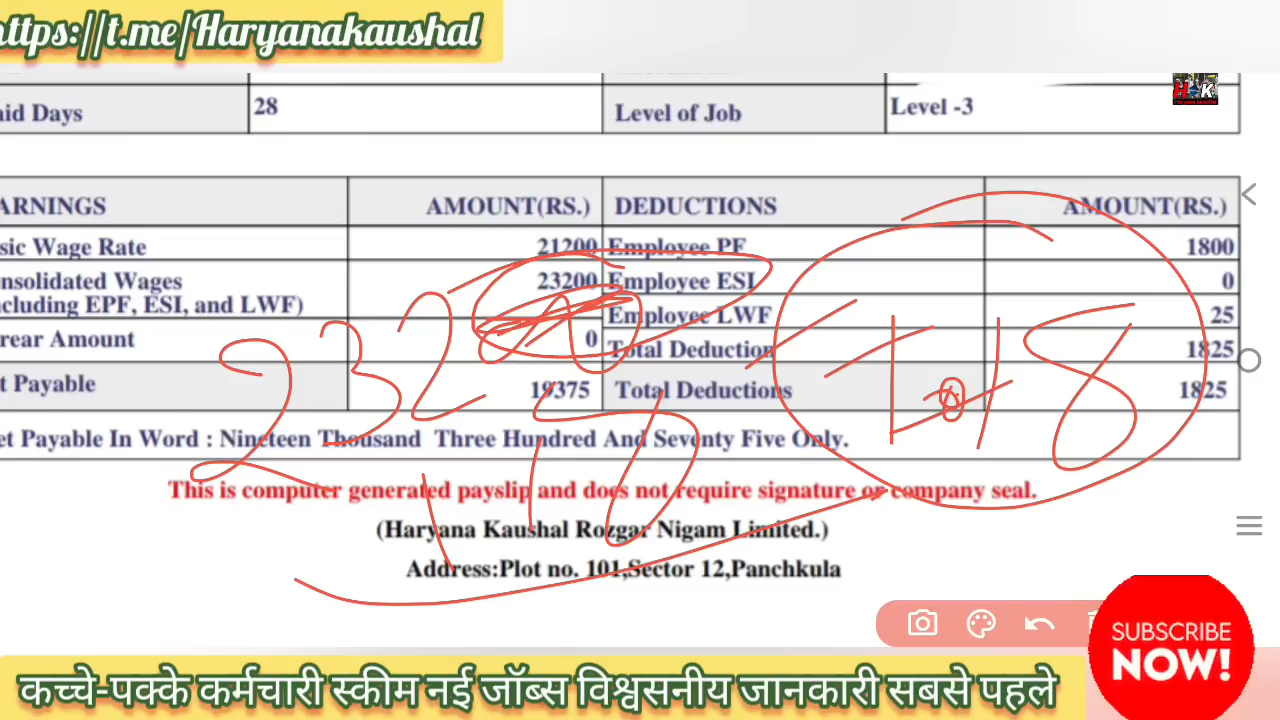 https://t.me/Haryanakaushal
aid Days 28 Level of Job Level -3
H K
ARNINGS AMOUNT(RS.) DEDUCTIONS AMOUNT(RS.)
sic Wage Rate 21200 Employee PF 1800
nsolidated Wages 23200 Employee ESI 0
cluding EPF, ESI, and LWF) Employee LWF 25
rear Amount 0 Total Deduction 1825
t Payable 19375 Total Deductions 1825
et Payable In Word : Nineteen Thousand Three Hundred And Seventy Five Only.
This is computer generated payslip and does not require signature or company seal.
(Haryana Kaushal Rozgar Nigam Limited.)
Address:Plot no. 101,Sector 12,Panchkula
SUBSCRIBE
NOW!
कच्चे-पक्के कर्मचारी स्कीम नई जॉब्स विश्वसनीय जानकारी सबसे पहले